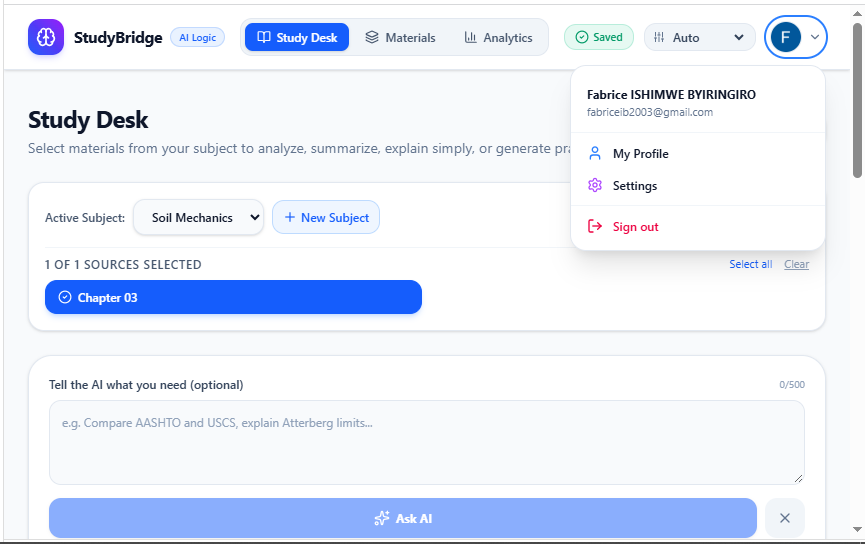 StudyBridge AI Logic Study Desk Materials Analytics Saved Auto F
Fabrice ISHIMWE BYIRINGIRO
fabriceib2003@gmail.com
My Profile
Settings
Sign out
Study Desk
Select materials from your subject to analyze, summarize, explain simply, or generate
Active Subject: Soil Mechanics + New Subject
1 OF 1 SOURCES SELECTED Select all Clear
Chapter 03
Tell the AI what you need (optional) 0/500
e.g. Compare AASHTO and USCS, explain Atterberg limits...
Ask AI